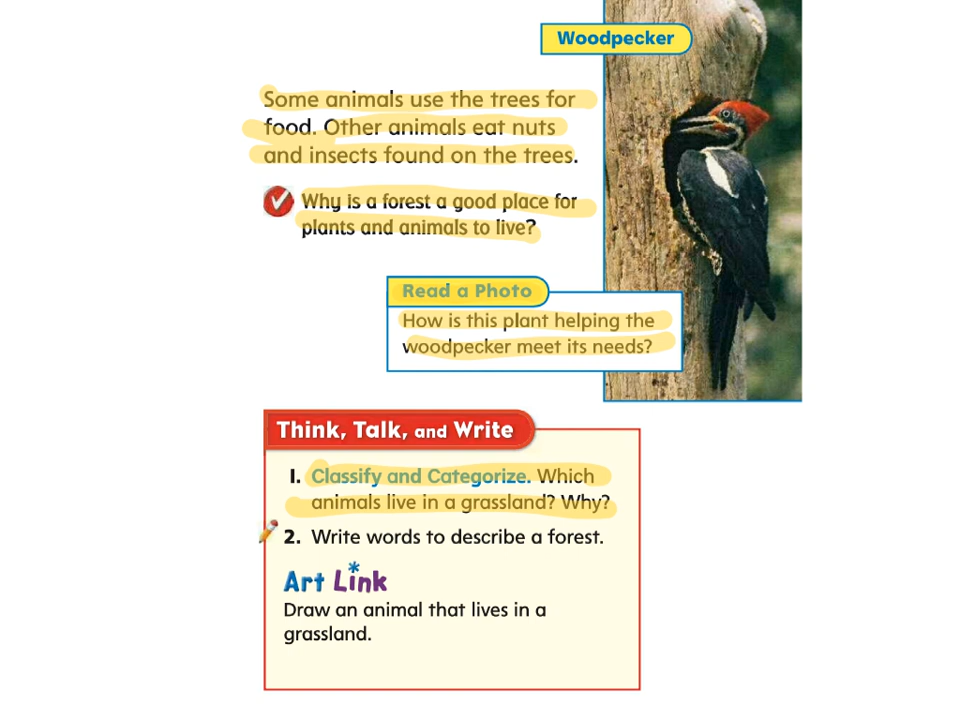 Woodpecker
Some animals use the trees for
food. Other animals eat nuts
and insects found on the trees.
Why is a forest a good place for
plants and animals to live?
Read a Photo
How is this plant helping the
woodpecker meet its needs?
Think, Talk, and Write
1. Classify and Categorize. Which
animals live in a grassland? Why?
2. Write words to describe a forest.
Art Link
Draw an animal that lives in a
grassland.